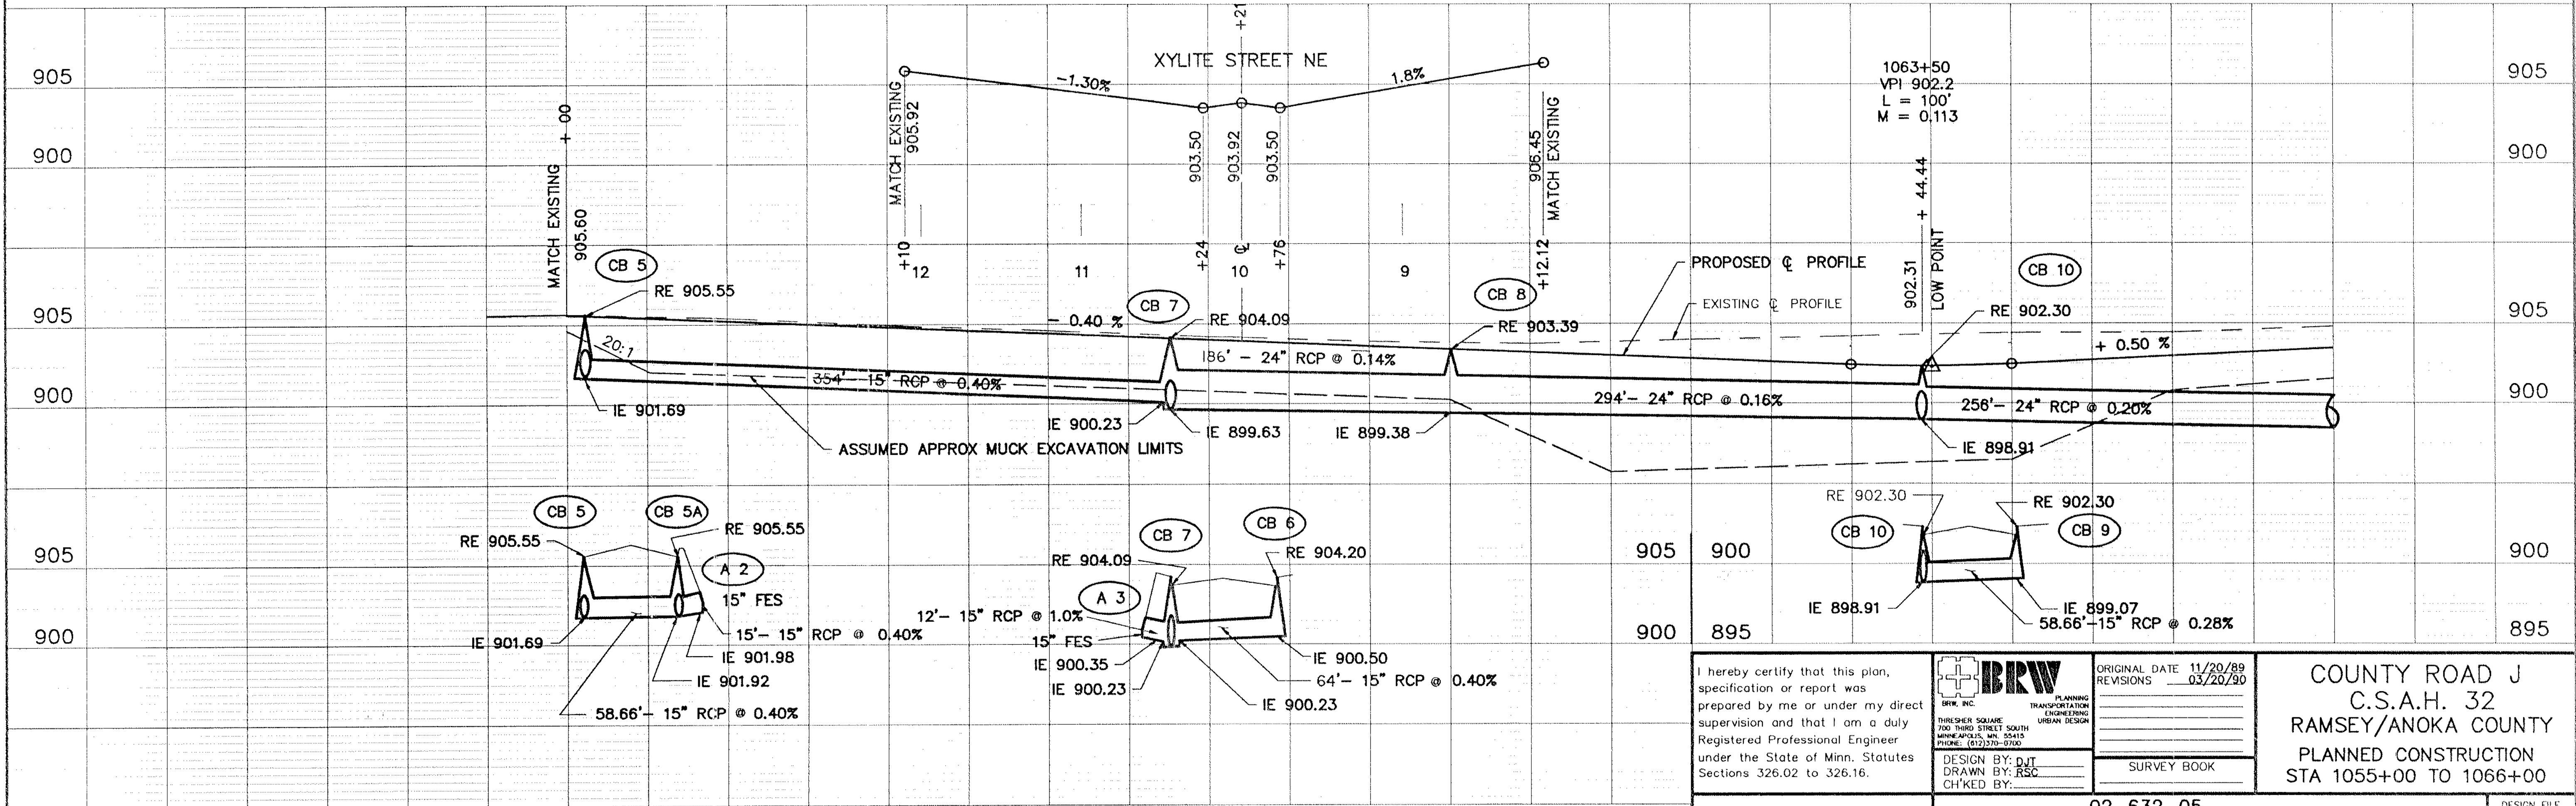 +21
XYLITE STREET NE
905
-1.30%
1.8%
1063+50
VPI 902.2
L = 100'
M = 0.113
905
+ 00
MATCH EXISTING
905.92
903.50
903.92
903.50
906.45
MATCH EXISTING
900
900
MATCH EXISTING
905.60
+ 44.44
902.31
LOW POINT
CB 5
+10
12
11
+24
10
+76
9
+12.12
PROPOSED ℄ PROFILE
CB 10
RE 905.55
CB 7
CB 8
EXISTING ℄ PROFILE
905
- 0.40 %
RE 904.09
RE 903.39
RE 902.30
905
20:1
186' - 24" RCP @ 0.14%
+ 0.50 %
354' - 15" RCP @ 0.40%
900
IE 901.69
IE 900.23
IE 899.63
IE 899.38
294'- 24" RCP @ 0.16%
256'- 24" RCP @ 0.20%
900
ASSUMED APPROX MUCK EXCAVATION LIMITS
IE 898.91
CB 5
CB 5A
RE 905.55
RE 905.55
CB 7
CB 6
RE 902.30
RE 902.30
CB 10
CB 9
905
A 2
15" FES
RE 904.09
RE 904.20
905
900
900
A 3
12'- 15" RCP @ 1.0%
IE 898.91
IE 899.07
58.66'-15" RCP @ 0.28%
900
IE 901.69
15'- 15" RCP @ 0.40%
15" FES
900
895
895
IE 901.98
IE 901.92
IE 900.35
IE 900.23
IE 900.50
64'- 15" RCP @ 0.40%
IE 900.23
58.66'- 15" RCP @ 0.40%
I hereby certify that this plan,
specification or report was
prepared by me or under my direct
supervision and that I am a duly
Registered Professional Engineer
under the State of Minn. Statutes
Sections 326.02 to 326.16.
BRW
BRW, INC.
PLANNING
TRANSPORTATION
ENGINEERING
URBAN DESIGN
THRESHER SQUARE
700 THIRD STREET SOUTH
MINNEAPOLIS, MN. 55415
PHONE: (612)370-0700
DESIGN BY: DJT
DRAWN BY: RSC
CH'KED BY:
ORIGINAL DATE 11/20/89
REVISIONS 03/20/90
SURVEY BOOK
COUNTY ROAD J
C.S.A.H. 32
RAMSEY/ANOKA COUNTY
PLANNED CONSTRUCTION
STA 1055+00 TO 1066+00
02-632-05
DESIGN FILE